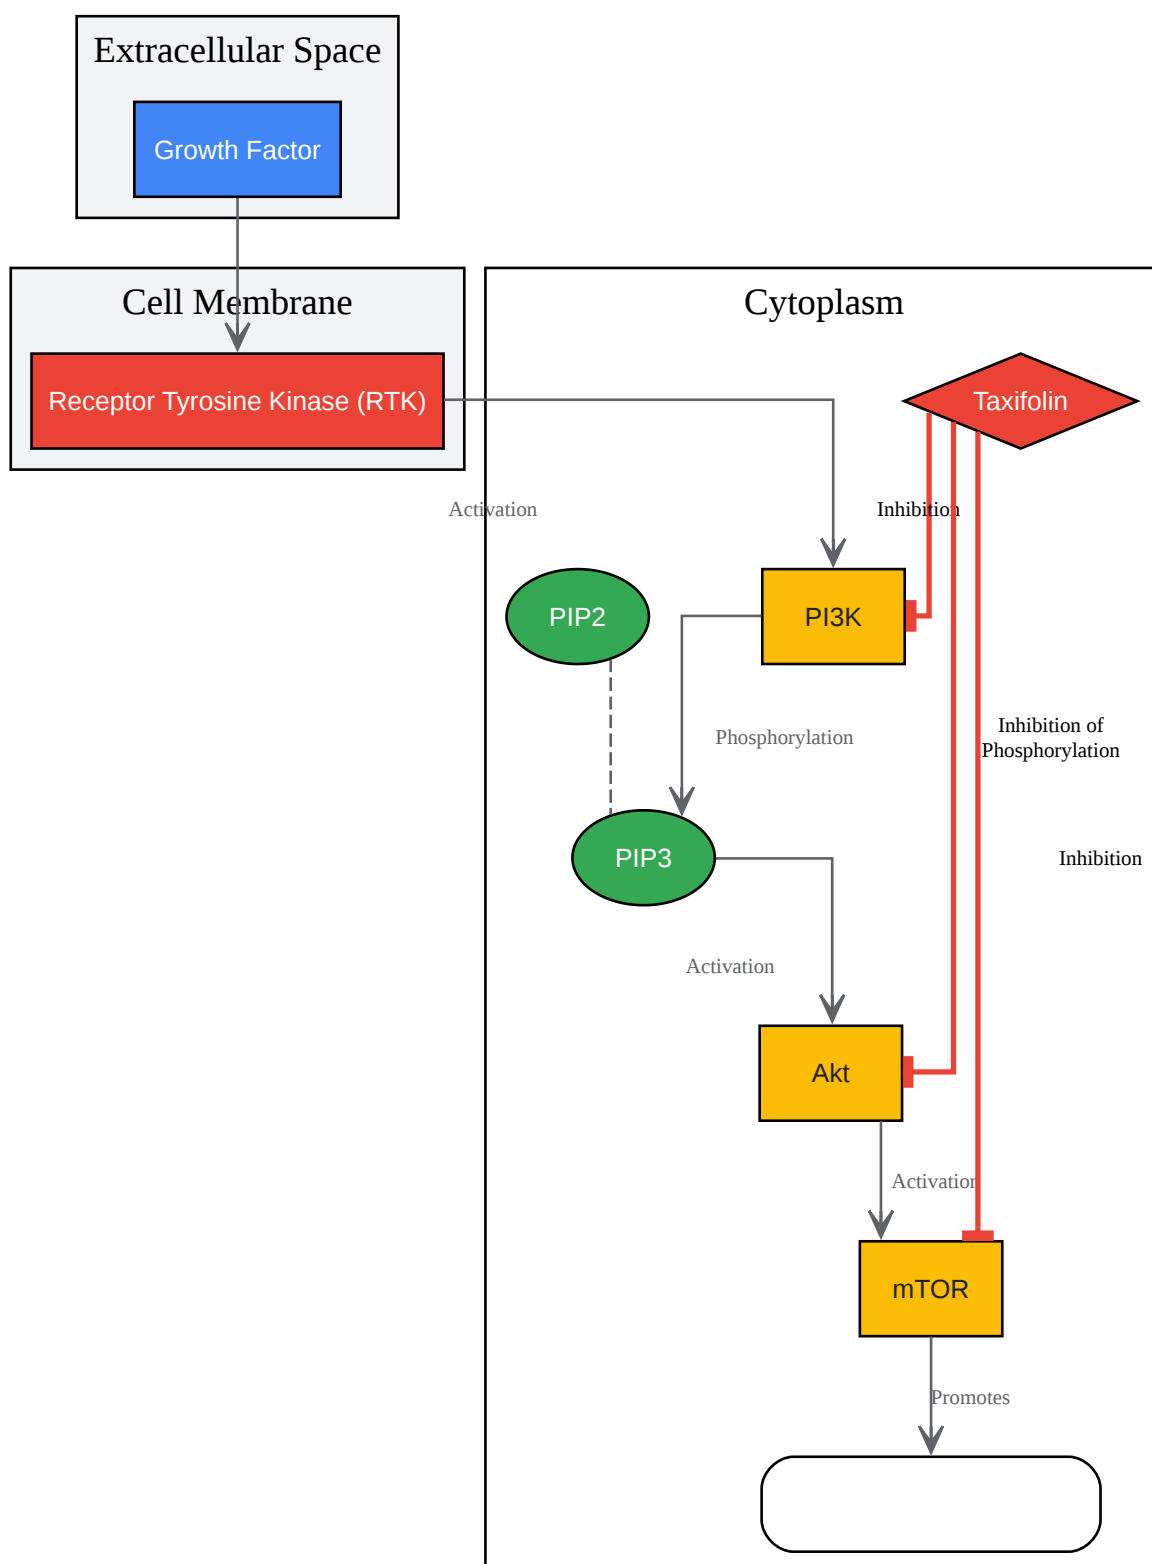 Extracellular Space
Growth Factor
Cell Membrane
Cytoplasm
Receptor Tyrosine Kinase (RTK)
Taxifolin
Activation
Inhibition
PIP2
PI3K
Phosphorylation
Inhibition of
Phosphorylation
PIP3
Inhibition
Activation
Akt
Activation
mTOR
Promotes